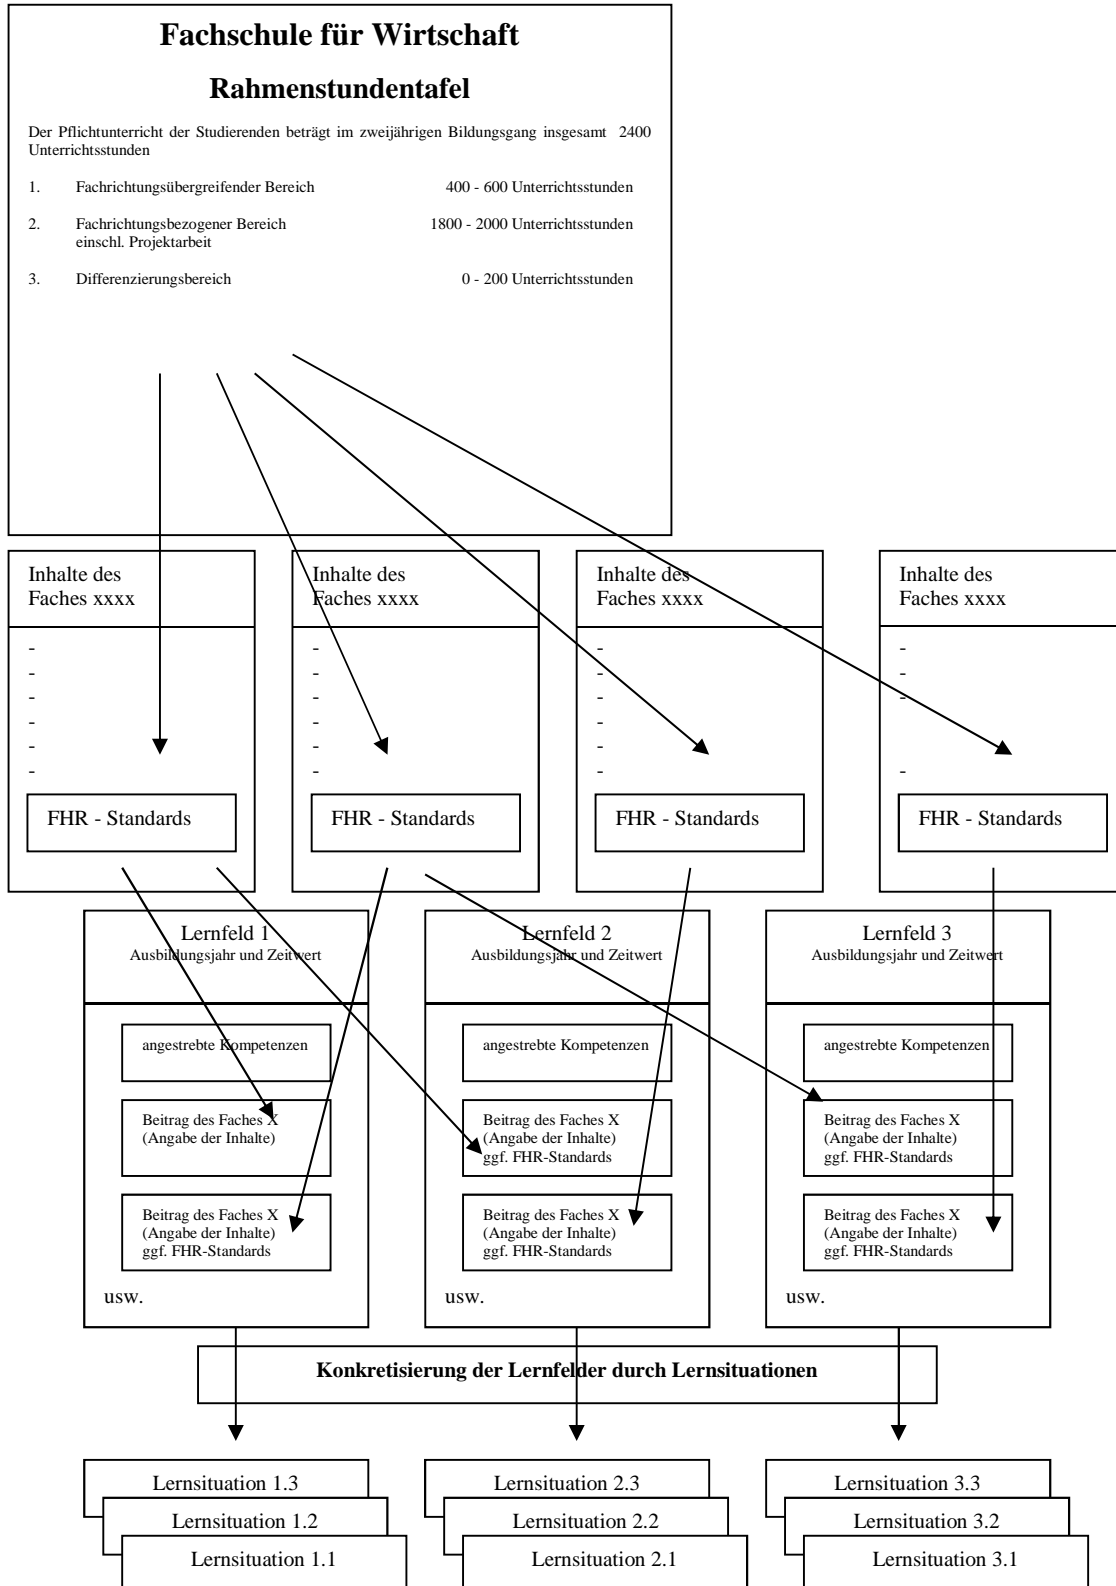 Fachschule für Wirtschaft
Rahmenstundentafel
Der Pflichtunterricht der Studierenden beträgt im zweijährigen Bildungsgang insgesamt 2400
Unterrichtsstunden
1. Fachrichtungsübergreifender Bereich 400 - 600 Unterrichtsstunden
2. Fachrichtungsbezogener Bereich 1800 - 2000 Unterrichtsstunden
einschl. Projektarbeit
3. Differenzierungsbereich 0 - 200 Unterrichtsstunden
Inhalte des
Faches xxxx
-
-
-
-
-
-
FHR - Standards
Inhalte des
Faches xxxx
-
-
-
-
-
-
FHR - Standards
Inhalte des
Faches xxxx
-
-
-
-
-
-
FHR - Standards
Inhalte des
Faches xxxx
-
-
-
-
FHR - Standards
Lernfeld 1
Ausbildungsjahr und Zeitwert
angestrebte Kompetenzen
Beitrag des Faches X
(Angabe der Inhalte)
Beitrag des Faches X
(Angabe der Inhalte)
ggf. FHR-Standards
usw.
Lernfeld 2
Ausbildungsjahr und Zeitwert
angestrebte Kompetenzen
Beitrag des Faches X
(Angabe der Inhalte)
ggf. FHR-Standards
Beitrag des Faches X
(Angabe der Inhalte)
ggf. FHR-Standards
usw.
Lernfeld 3
Ausbildungsjahr und Zeitwert
angestrebte Kompetenzen
Beitrag des Faches X
(Angabe der Inhalte)
ggf. FHR-Standards
Beitrag des Faches X
(Angabe der Inhalte)
ggf. FHR-Standards
usw.
Konkretisierung der Lernfelder durch Lernsituationen
Lernsituation 1.3
Lernsituation 1.2
Lernsituation 1.1
Lernsituation 2.3
Lernsituation 2.2
Lernsituation 2.1
Lernsituation 3.3
Lernsituation 3.2
Lernsituation 3.1